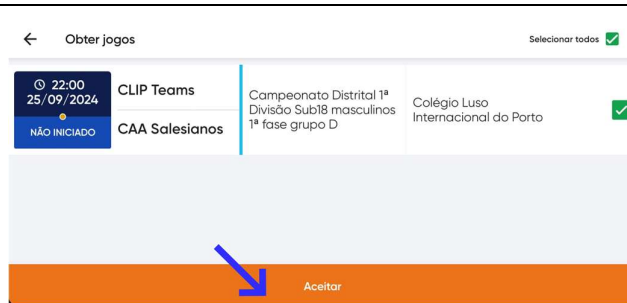 Obter jogos
Selecionar todos
22:00
25/09/2024
NÃO INICIADO
CLIP Teams
CAA Salesianos
Campeonato Distrital 1ª
Divisão Sub18 masculinos
1ª fase grupo D
Colégio Luso
Internacional do Porto
Aceitar